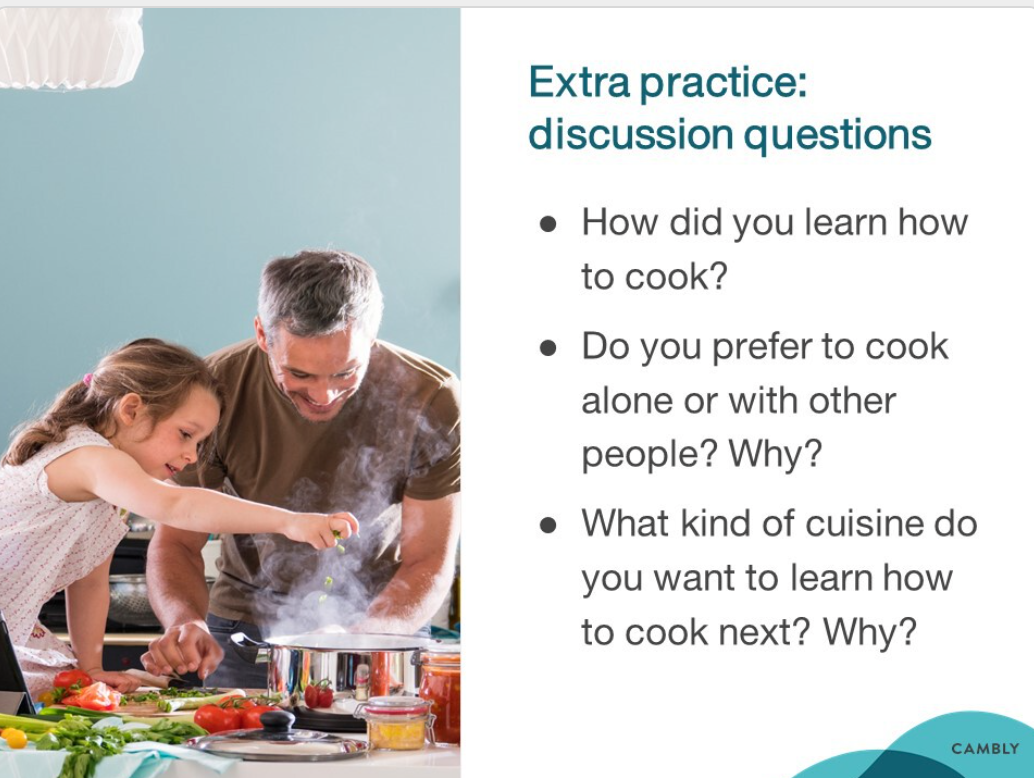 Extra practice:
discussion questions
● How did you learn how
to cook?
● Do you prefer to cook
alone or with other
people? Why?
● What kind of cuisine do
you want to learn how
to cook next? Why?
CAMBLY